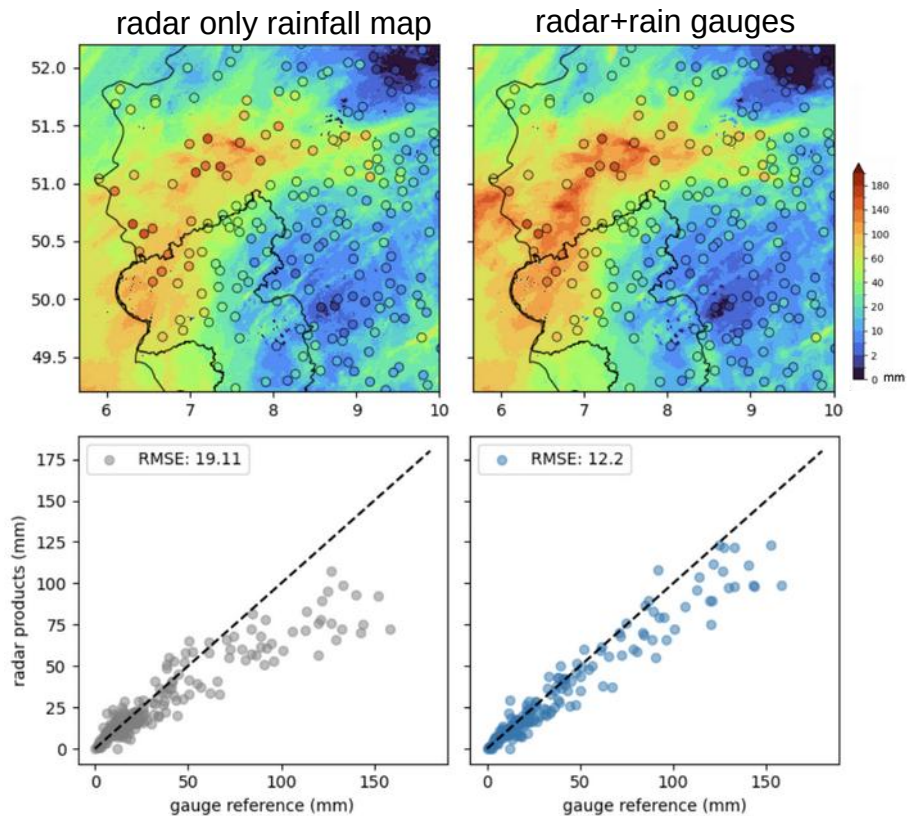 radar only rainfall map
radar+rain gauges
52.0
51.5
51.0
50.5
50.0
49.5
6 7 8 9 10
6 7 8 9 10
180
140
100
80
60
40
20
10
2
0 mm
RMSE: 19.11
RMSE: 12.2
175
150
125
100
75
50
25
0
radar products (mm)
0 50 100 150
gauge reference (mm)
0 50 100 150
gauge reference (mm)